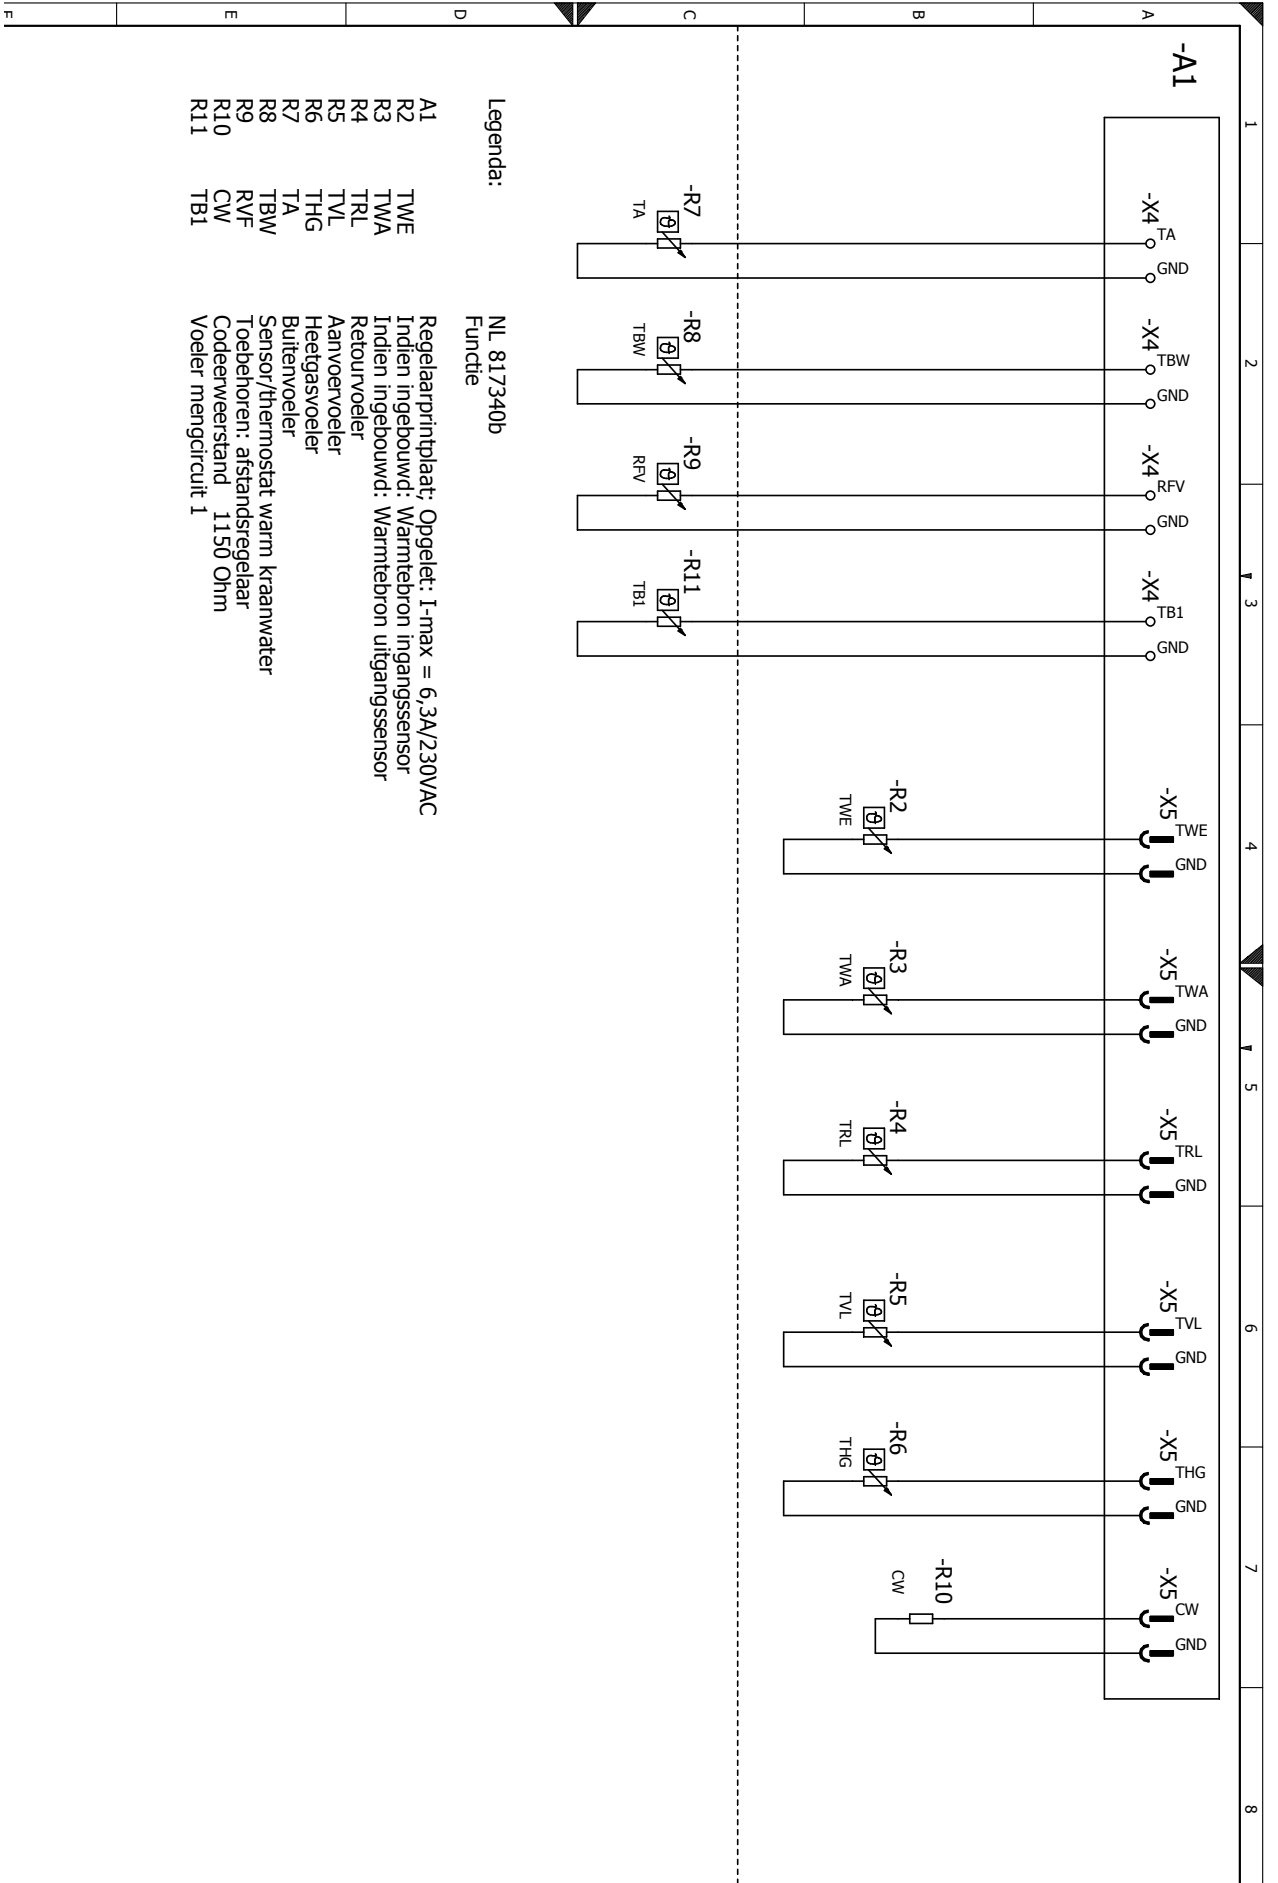 1 2 3 4 5 6 7 8
A
B
C
D
E
F
-A1
-X4 TA GND
-X4 TBW GND
-X4 RFV GND
-X4 TB1 GND
-X5 TWE GND
-X5 TWA GND
-X5 TRL GND
-X5 TVL GND
-X5 THG GND
-X5 CW GND
-R2 TWE
-R3 TWA
-R4 TRL
-R5 TVL
-R6 THG
-R10 CW
-R7 TA
-R8 TBW
-R9 RFV
-R11 TB1
Legenda: NL 817340b
Functie
A1 Regelaarprintplaat; Opgelet: I-max = 6,3A/230VAC
R2 TWE Indien ingebouwd: Warmtebron ingangssensor
R3 TWA Indien ingebouwd: Warmtebron uitgangssensor
R4 TRL Retourvoeler
R5 TVL Aanvoervoeler
R6 THG Heetgasvoeler
R7 TA Buitenvoeler
R8 TBW Sensor/thermostat warm kraanwater
R9 RVF Toebehoren: afstandsregelaar
R10 CW Codeerweerstand 1150 Ohm
R11 TB1 Voeler mengcircuit 1